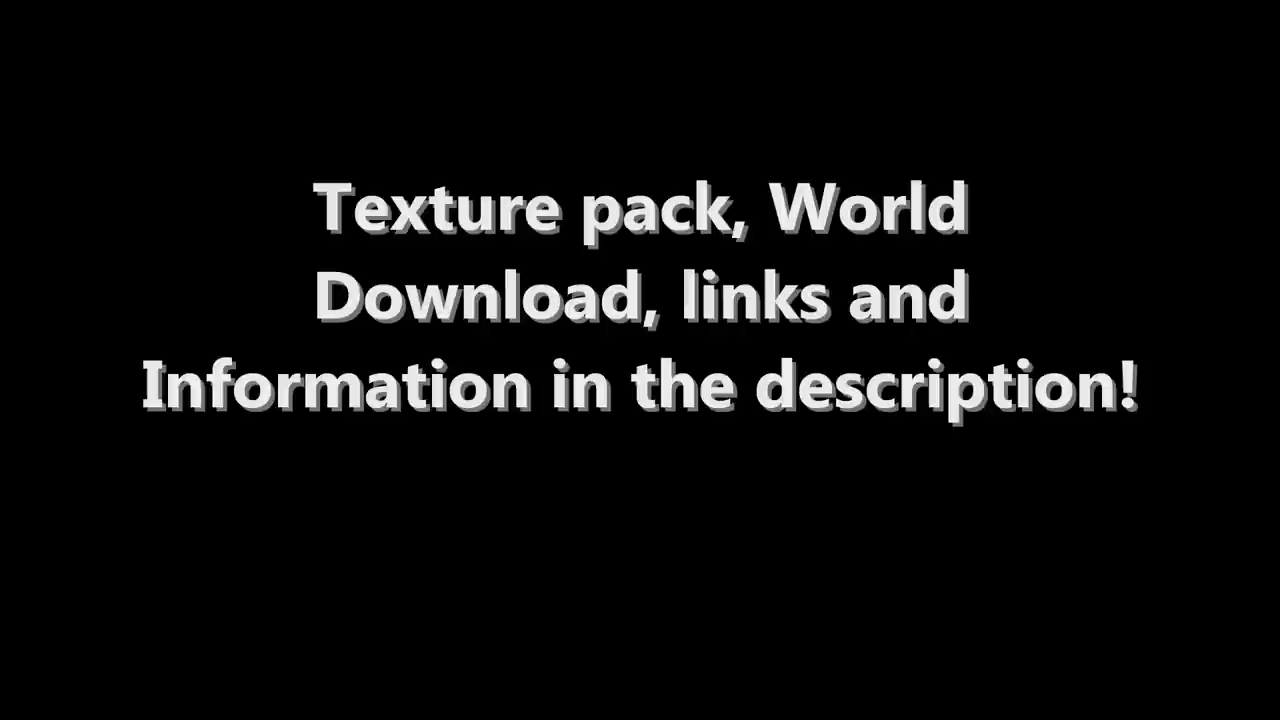 Texture pack, World
Download, links and
Information in the description!